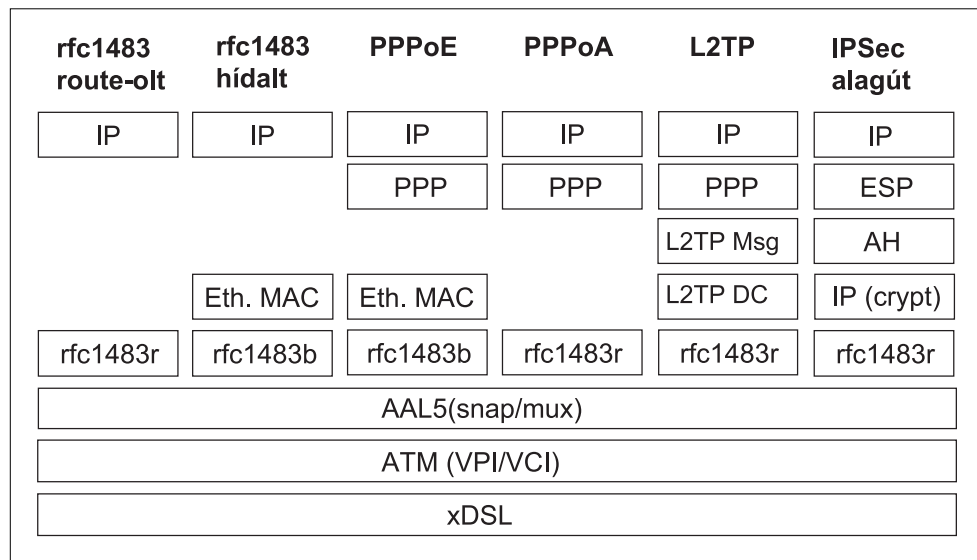 rfc1483 route-olt
rfc1483 hídalt
PPPoE
PPPoA
L2TP
IPSec alagút
IP IP IP IP IP IP
PPP PPP PPP ESP
L2TP Msg AH
Eth. MAC Eth. MAC L2TP DC IP (crypt)
rfc1483r rfc1483b rfc1483b rfc1483r rfc1483r rfc1483r
AAL5(snap/mux)
ATM (VPI/VCI)
xDSL